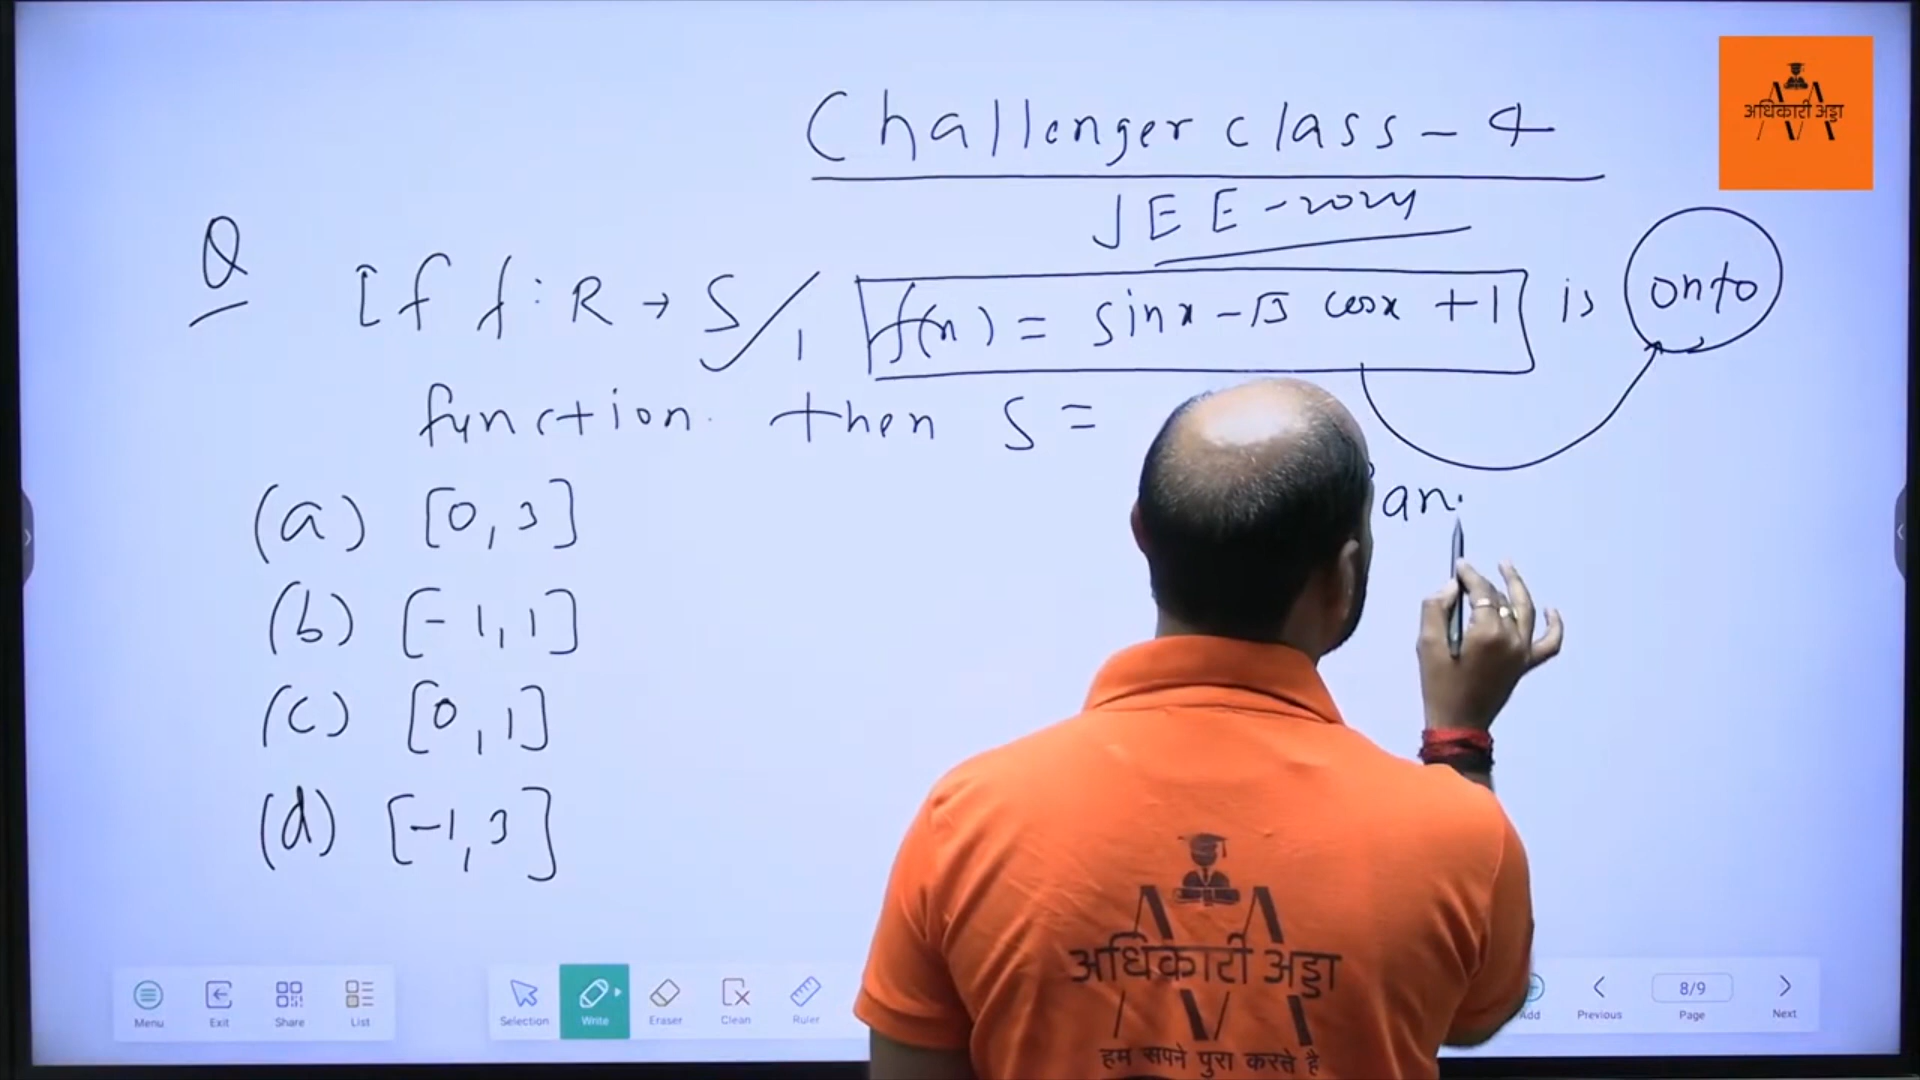 Challenger class - 4
JEE - 2024
अधिकारी अड्डा
Q If f: R → S, f(x) = sinx - √3 cosx + 1 is onto
function. then S =
an
(a) [0, 3]
(b) [-1, 1]
(c) [0, 1]
(d) [-1, 3]
अधिकारी अड्डा
हम सपने पुरा करते है
Menu Exit Share List Selection Write Eraser Clean Ruler Add Previous 8/9 Page Next